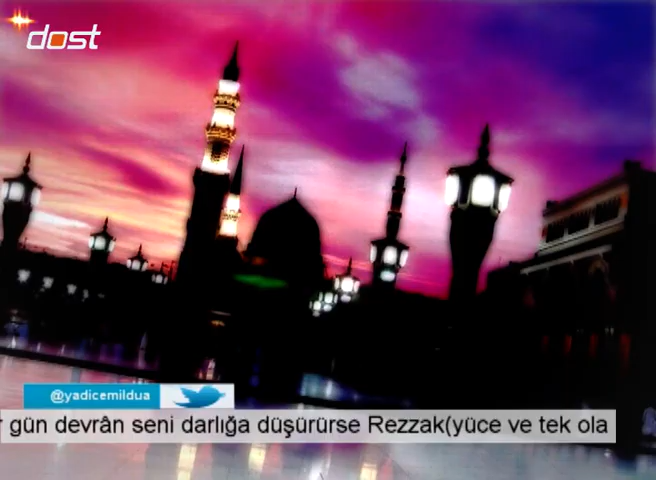 dost
@yadicemildua
r gün devrân seni darlığa düşürürse Rezzak(yüce ve tek ola